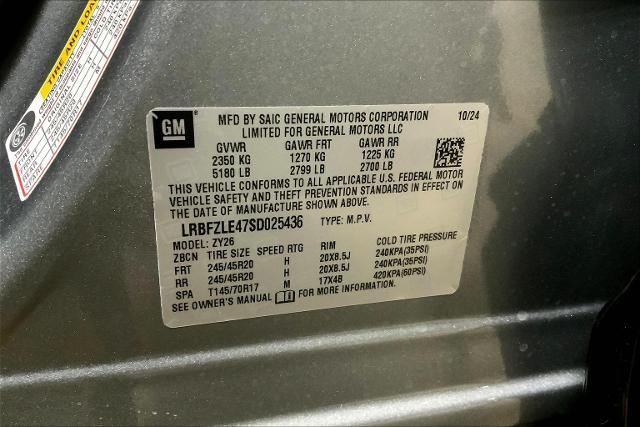 TIRE AND LOA
GM
MFD BY SAIC GENERAL MOTORS CORPORATION 10/24
LIMITED FOR GENERAL MOTORS LLC
GVWR GAWR FRT GAWR RR
2350 KG 1270 KG 1225 KG
5180 LB 2799 LB 2700 LB
THIS VEHICLE CONFORMS TO ALL APPLICABLE U.S. FEDERAL MOTOR
VEHICLE SAFETY AND THEFT PREVENTION STANDARDS IN EFFECT ON
THE DATE OF MANUFACTURE SHOWN ABOVE.
LRBFZLE47SD025436 TYPE: M.P.V.
MODEL: ZY26
ZBCN TIRE SIZE SPEED RTG RIM COLD TIRE PRESSURE
FRT 245/45R20 H 20X8.5J 240KPA(35PSI)
RR 245/45R20 H 20X8.5J 240KPA(35PSI)
SPA T145/70R17 M 17X4B 420KPA(60PSI)
SEE OWNER'S MANUAL FOR MORE INFORMATION.